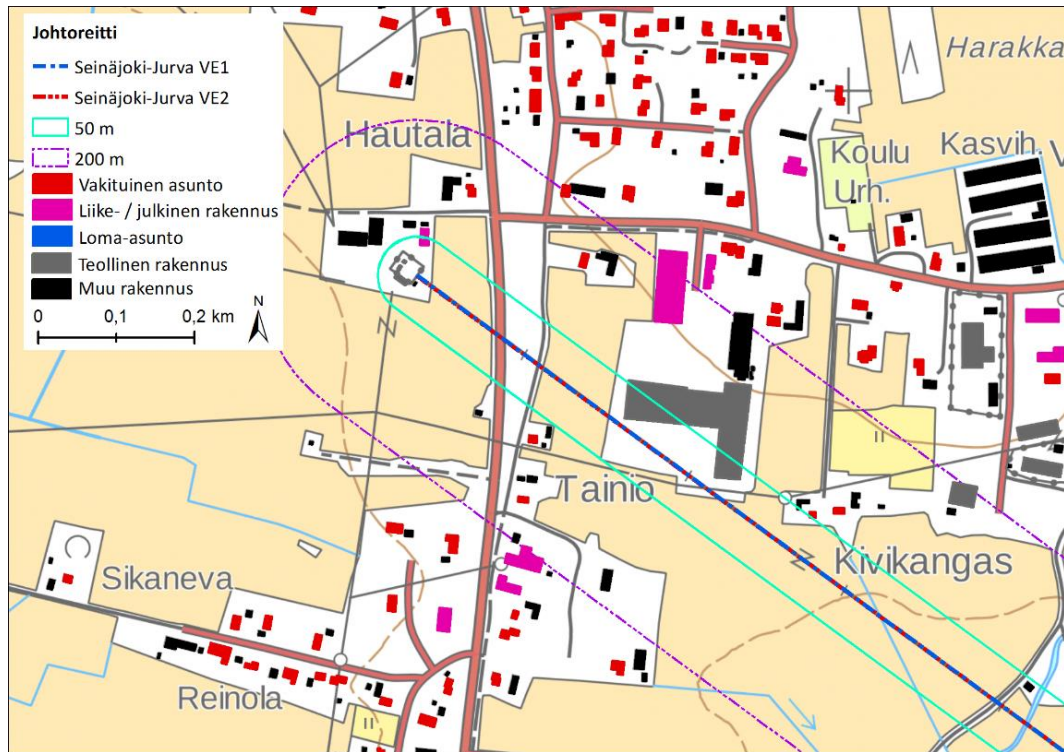 Johtoreitti
Seinäjoki-Jurva VE1
Seinäjoki-Jurva VE2
50 m
200 m
Vakituinen asunto
Liike- / julkinen rakennus
Loma-asunto
Teollinen rakennus
Muu rakennus
N
0 0,1 0,2 km
Harakka
Hautala
Koulu
Urh.
Kasvih. V
Tainio
Kivikangas
Sikaneva
Reinola